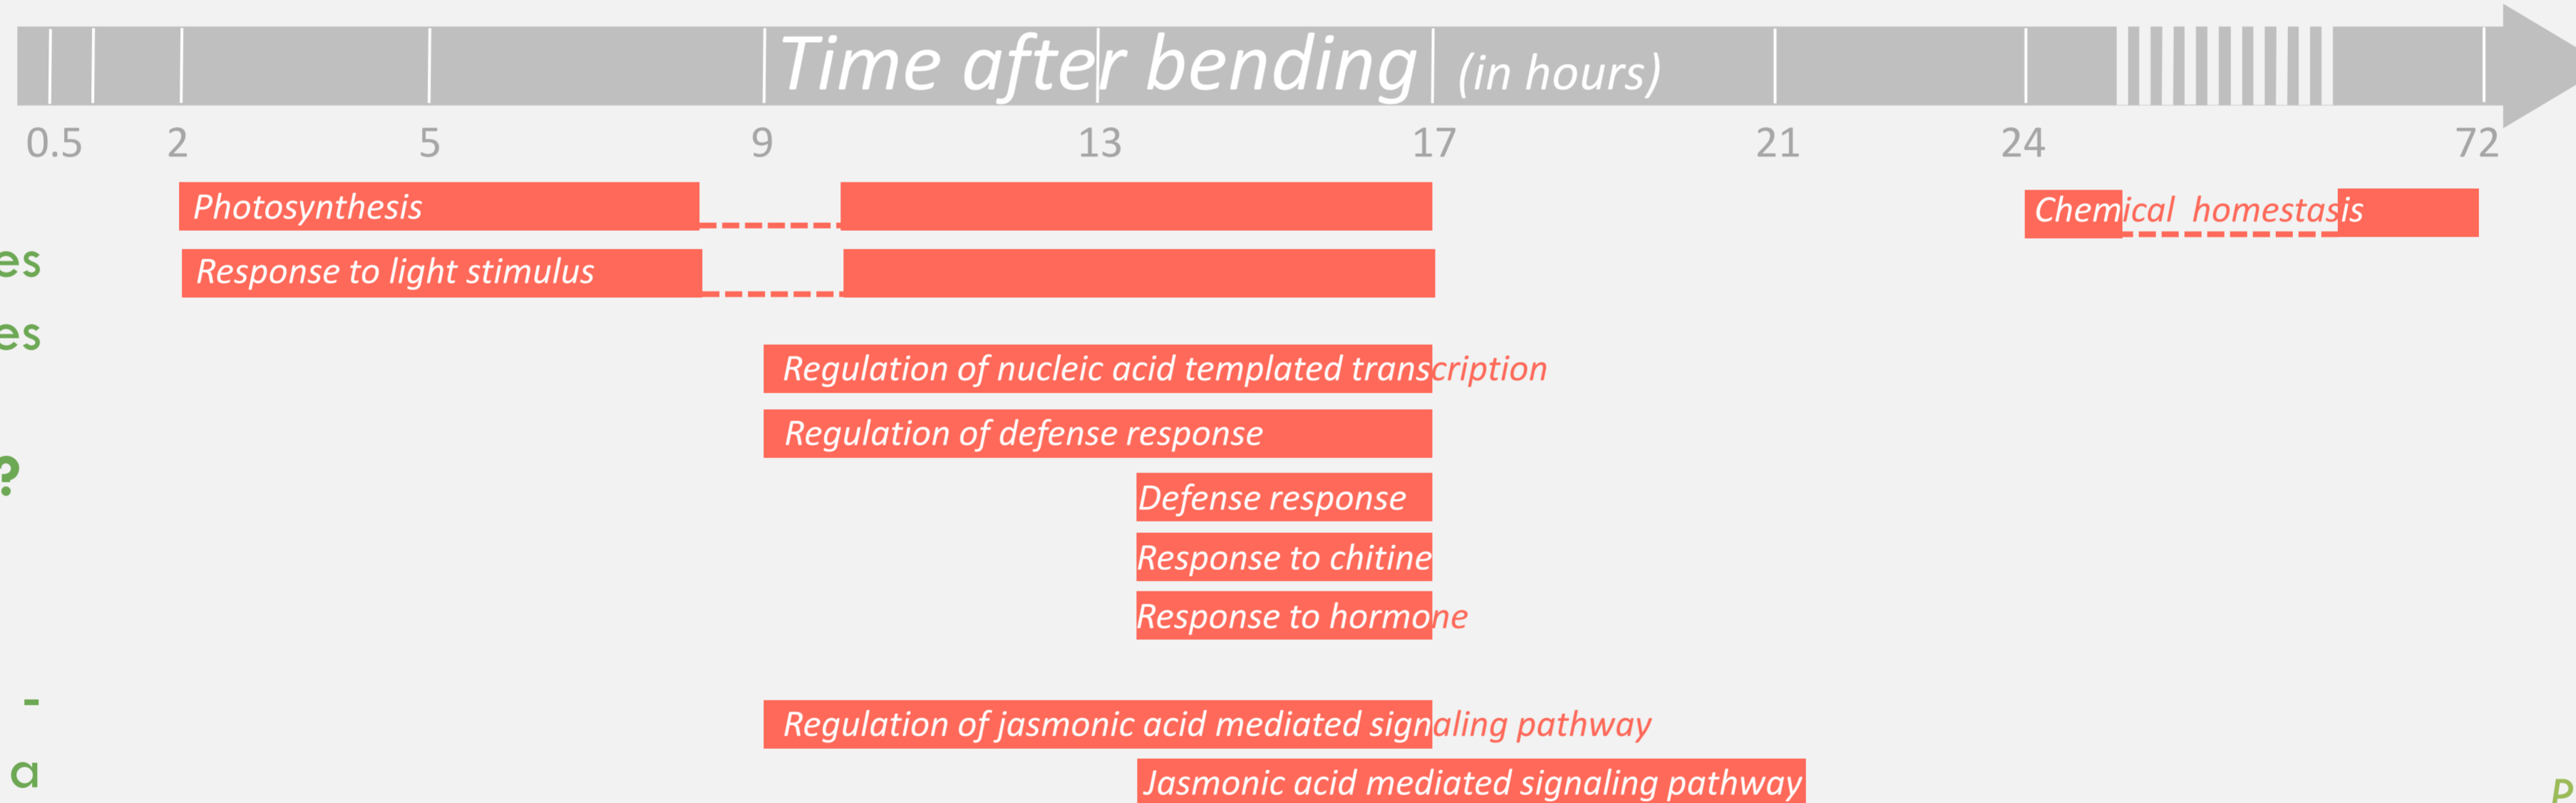 Time after bending (in hours)
0.5 2 5 9 13 17 21 24 72
Photosynthesis
Chemical homestasis
es
Response to light stimulus
es
Regulation of nucleic acid templated transcription
Regulation of defense response
?
Defense response
Response to chitine
Response to hormone
-
Regulation of jasmonic acid mediated signaling pathway
a
Jasmonic acid mediated signaling pathway
P